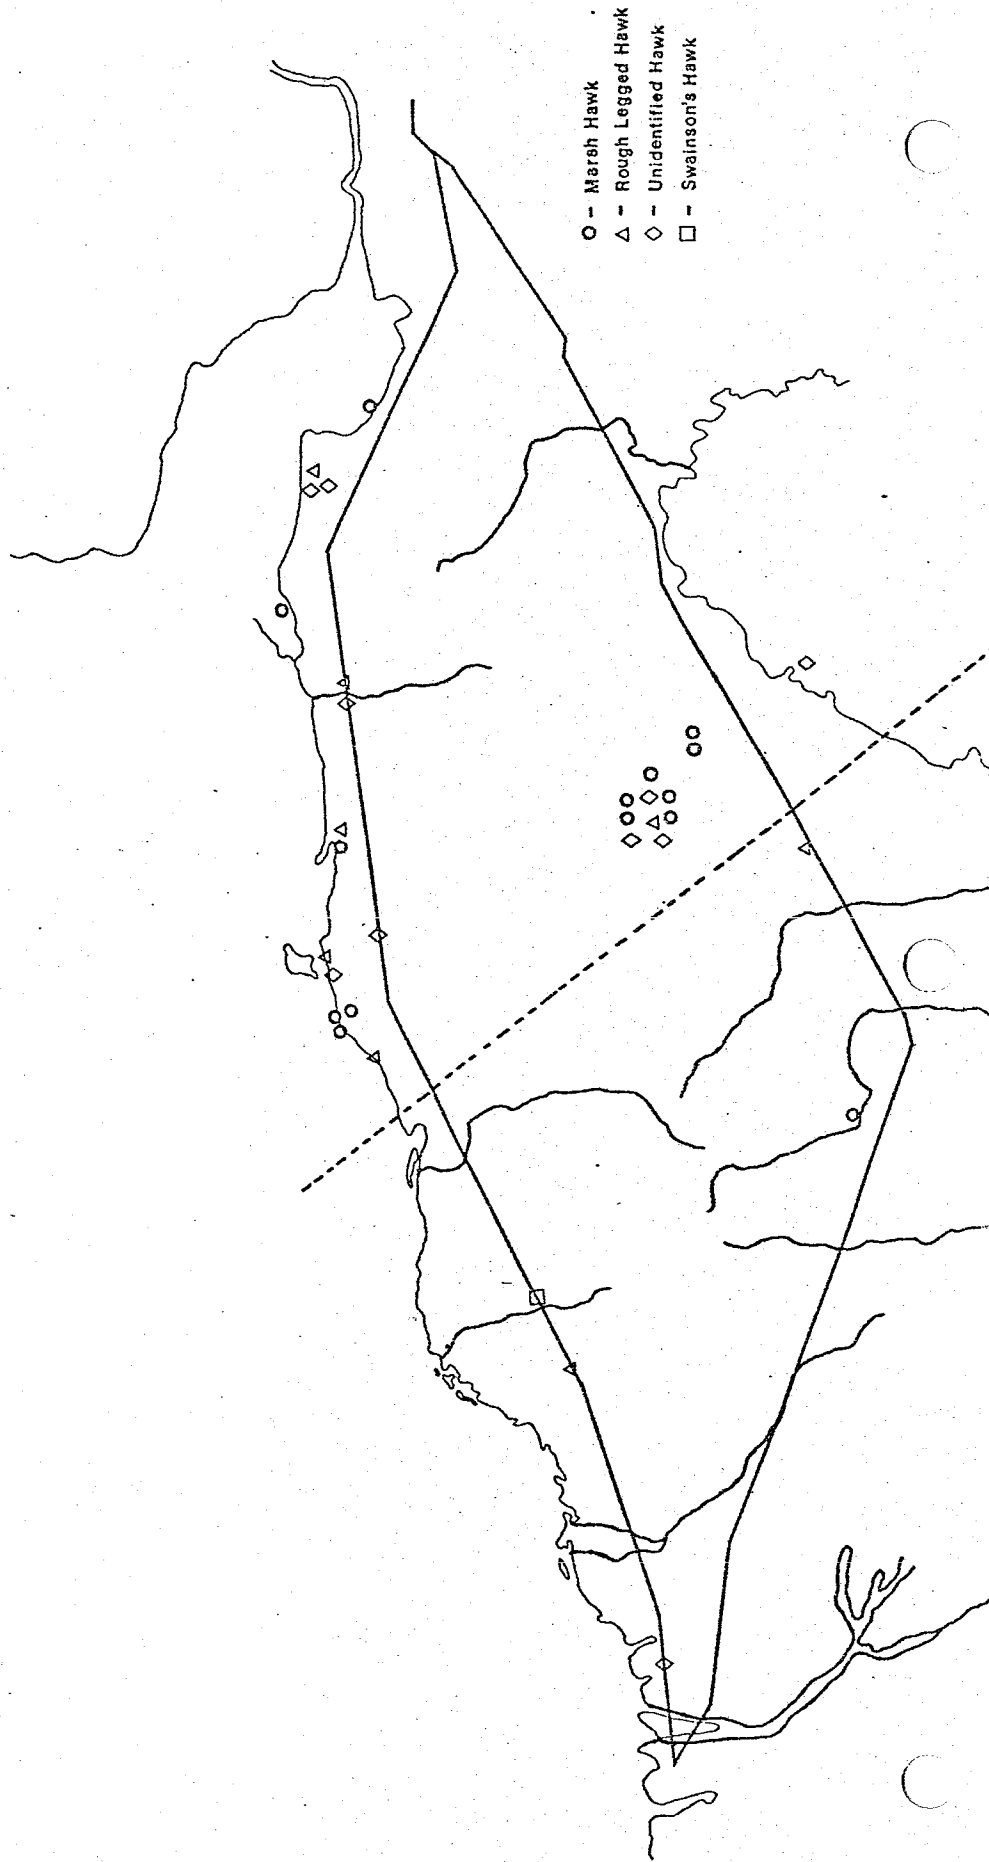 O - Marsh Hawk
△ - Rough Legged Hawk
◇ - Unidentified Hawk
□ - Swainson's Hawk